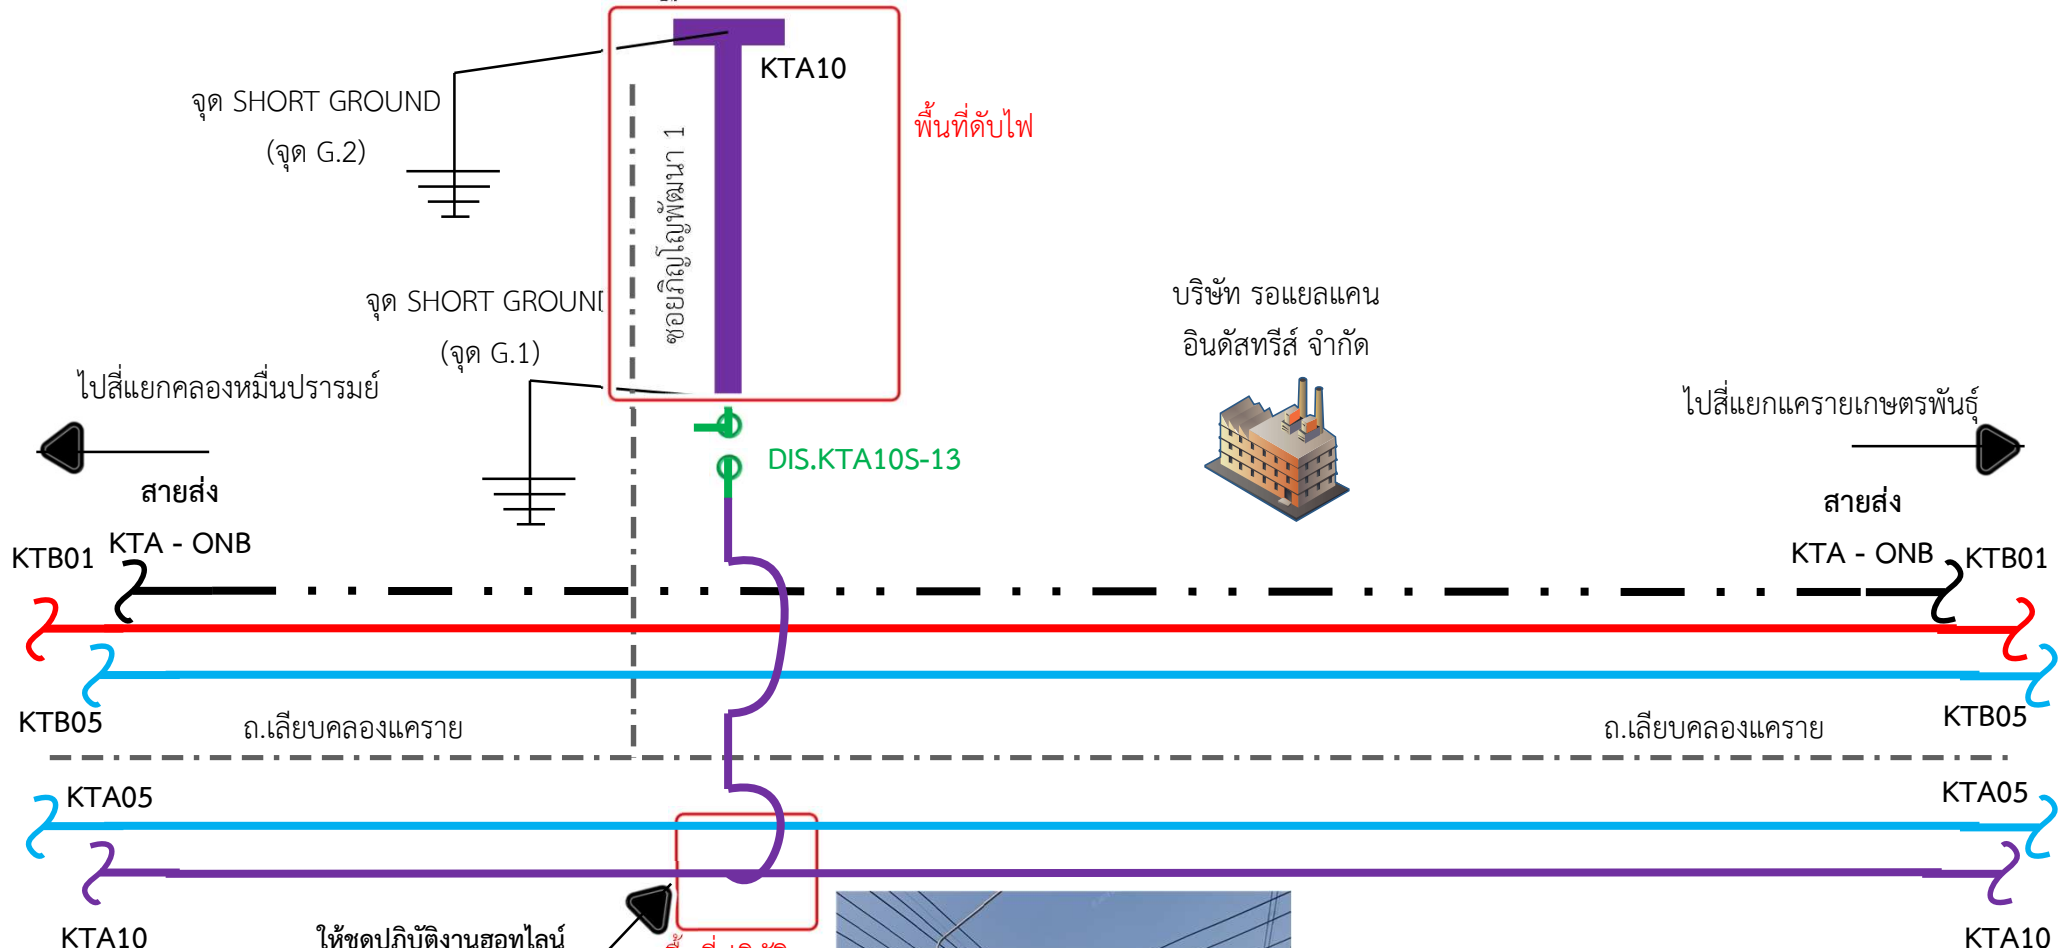 KTA10
จุด SHORT GROUND
(จุด G.2)
พื้นที่ดับไฟ
ซอยภิญโญพัฒนา 1
จุด SHORT GROUND
(จุด G.1)
บริษัท รอแยลแคน
อินดัสทรีส์ จำกัด
ไปสี่แยกคลองหมื่นปรารมย์
ไปสี่แยกแครายเกษตรพันธุ์
DIS.KTA10S-13
สายส่ง
KTA - ONB
สายส่ง
KTA - ONB
KTB01
KTB01
KTB05
KTB05
ถ.เลียบคลองแคราย
ถ.เลียบคลองแคราย
KTA05
KTA05
KTA10
ให้ชุดปฏิบัติงานฮอทไลน์
KTA10